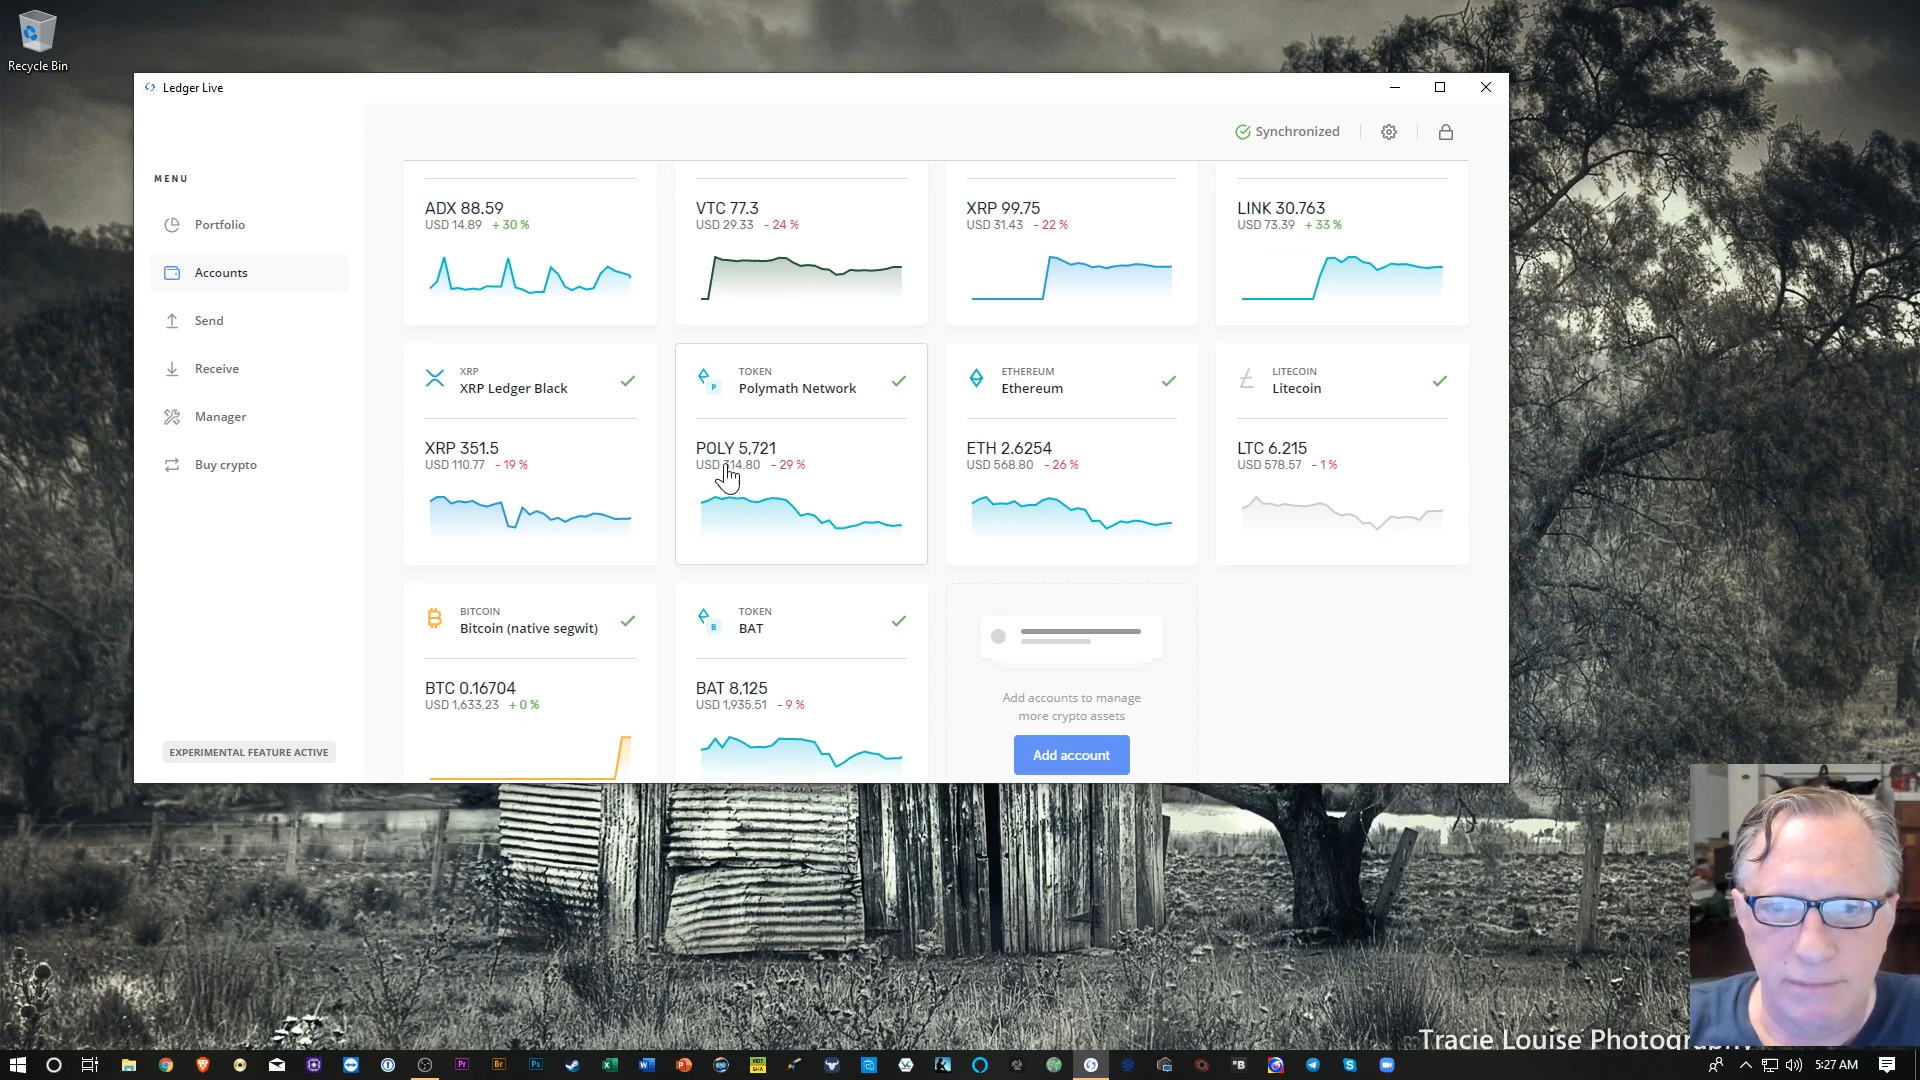 Recycle Bin
Ledger Live
Synchronized
MENU
Portfolio
Accounts
Send
Receive
Manager
Buy crypto
EXPERIMENTAL FEATURE ACTIVE
ADX 88.59
USD 14.89 + 30 %
VTC 77.3
USD 29.33 - 24 %
XRP 99.75
USD 31.43 - 22 %
LINK 30.763
USD 73.39 + 33 %
XRP
XRP Ledger Black
XRP 351.5
USD 110.77 - 19 %
TOKEN
Polymath Network
POLY 5,721
USD 14.80 - 29 %
ETHEREUM
Ethereum
ETH 2.6254
USD 568.80 - 26 %
LITECOIN
Litecoin
LTC 6.215
USD 578.57 - 1 %
BITCOIN
Bitcoin (native segwit)
BTC 0.16704
USD 1,633.23 + 0 %
TOKEN
BAT
BAT 8,125
USD 1,935.51 - 9 %
Add accounts to manage
more crypto assets
Add account
Tracie Louise Photography
5:27 AM